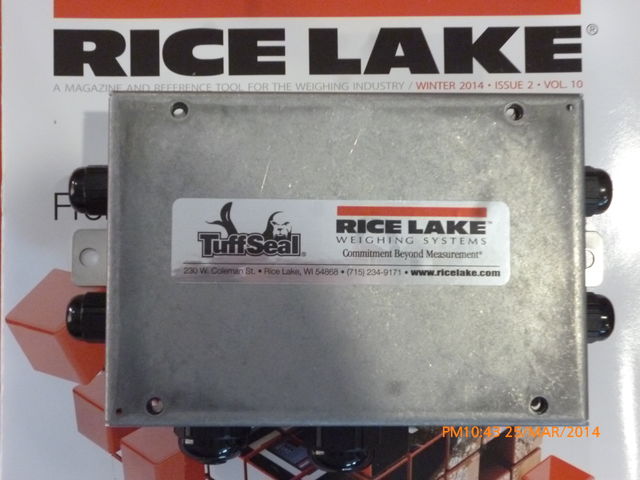 RICE LAKE®
A MAGAZINE AND REFERENCE TOOL FOR THE WEIGHING INDUSTRY / WINTER 2014 • ISSUE 2 • VOL. 10
TuffSeal®
RICE LAKE™
WEIGHING SYSTEMS
Commitment Beyond Measurement®
230 W. Coleman St. • Rice Lake, WI 54868 • (715) 234-9171 • www.ricelake.com
PM10:43 25/MAR/2014